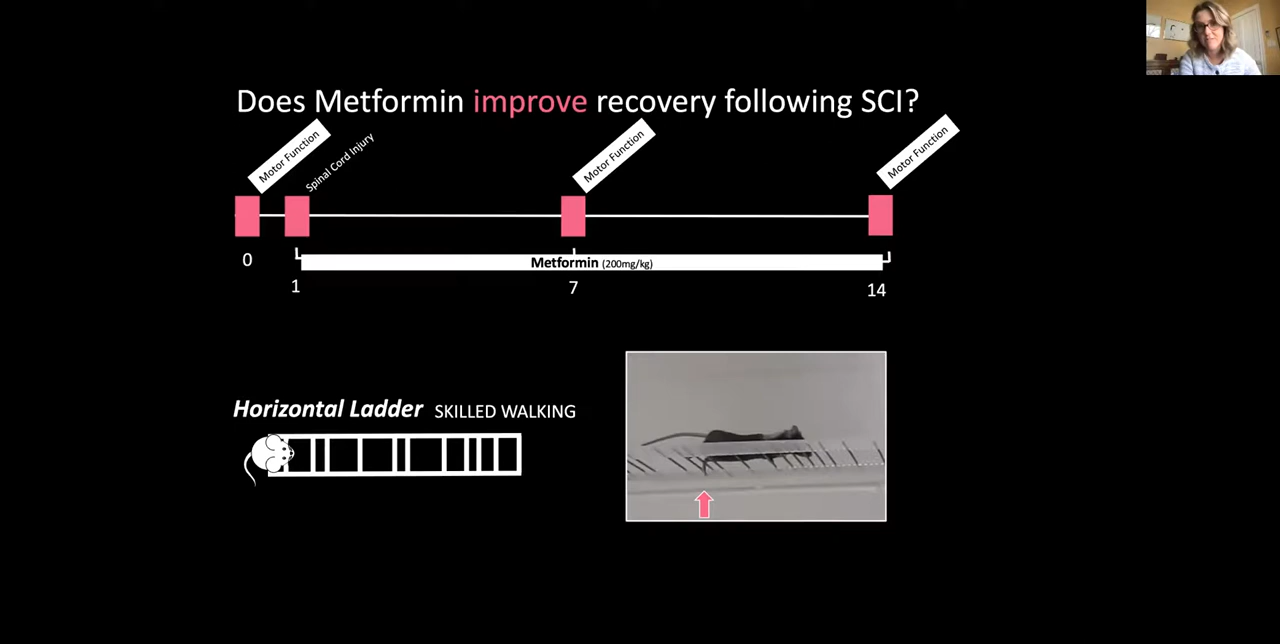 Does Metformin improve recovery following SCI?
Motor Function
Spinal Cord Injury
Motor Function
Motor Function
0
Metformin (200mg/kg)
1
7
14
Horizontal Ladder SKILLED WALKING